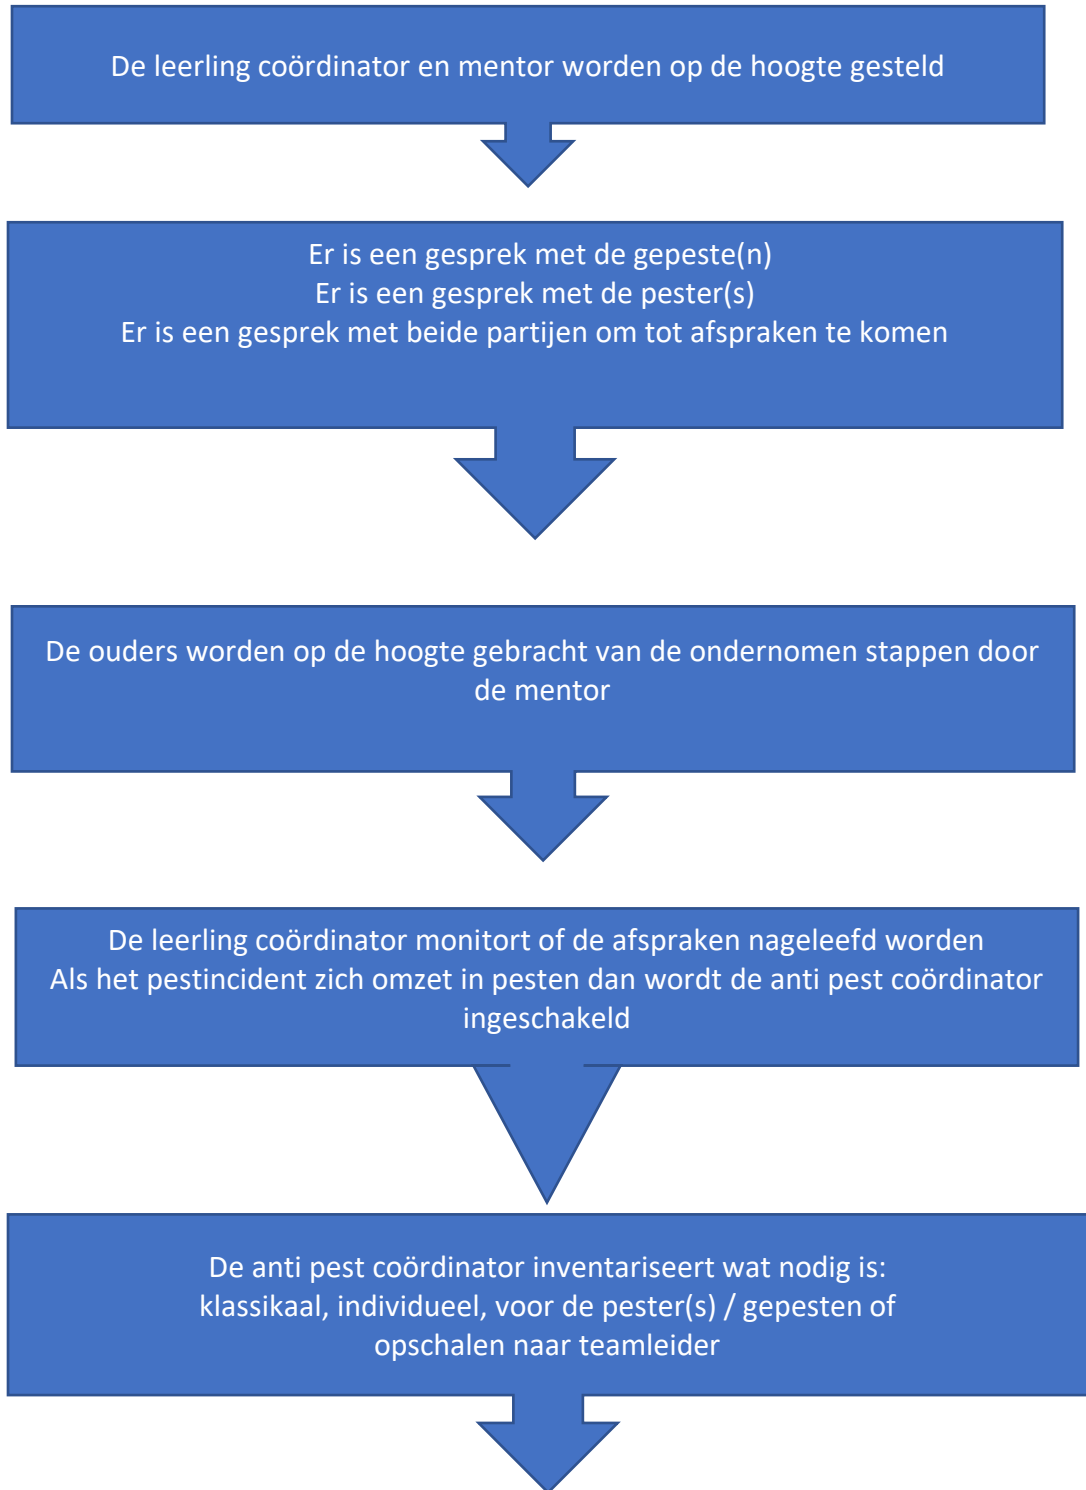 De leerling coördinator en mentor worden op de hoogte gesteld
Er is een gesprek met de gepeste(n)
Er is een gesprek met de pester(s)
Er is een gesprek met beide partijen om tot afspraken te komen
De ouders worden op de hoogte gebracht van de ondernomen stappen door
de mentor
De leerling coördinator monitort of de afspraken nageleefd worden
Als het pestincident zich omzet in pesten dan wordt de anti pest coördinator
ingeschakeld
De anti pest coördinator inventariseert wat nodig is:
klassikaal, individueel, voor de pester(s) / gepesten of
opschalen naar teamleider